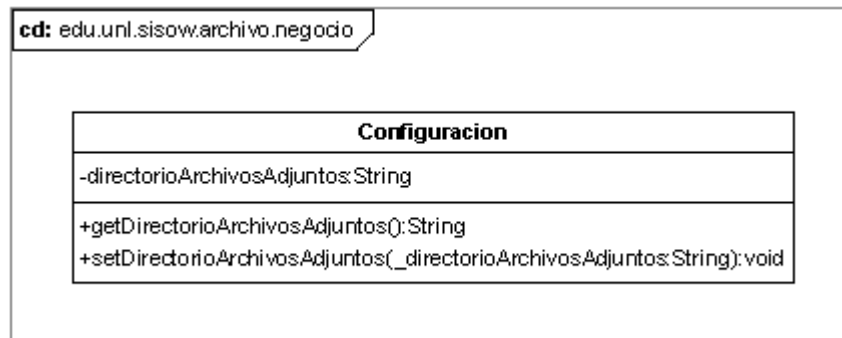 cd: edu.unl.sisow.archivo.negocio
Configuracion
-directorioArchivosAdjuntos:String
+getDirectorioArchivosAdjuntos():String
+setDirectorioArchivosAdjuntos(_directorioArchivosAdjuntos:String):void